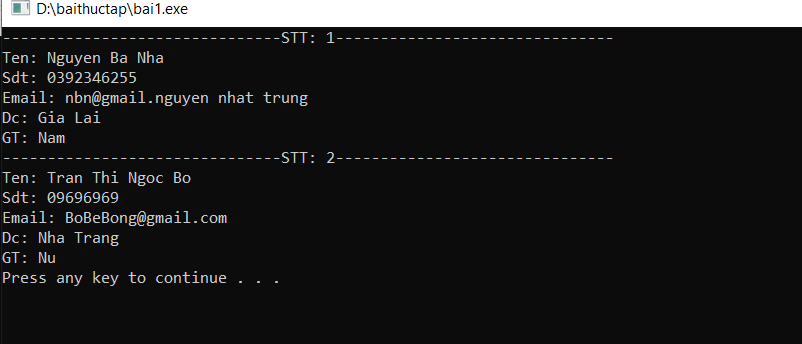 D:\baithuctap\bai1.exe
-------------------------------STT: 1-------------------------------
Ten: Nguyen Ba Nha
Sdt: 0392346255
Email: nbn@gmail.nguyen nhat trung
Dc: Gia Lai
GT: Nam
-------------------------------STT: 2-------------------------------
Ten: Tran Thi Ngoc Bo
Sdt: 09696969
Email: BoBeBong@gmail.com
Dc: Nha Trang
GT: Nu
Press any key to continue . . .